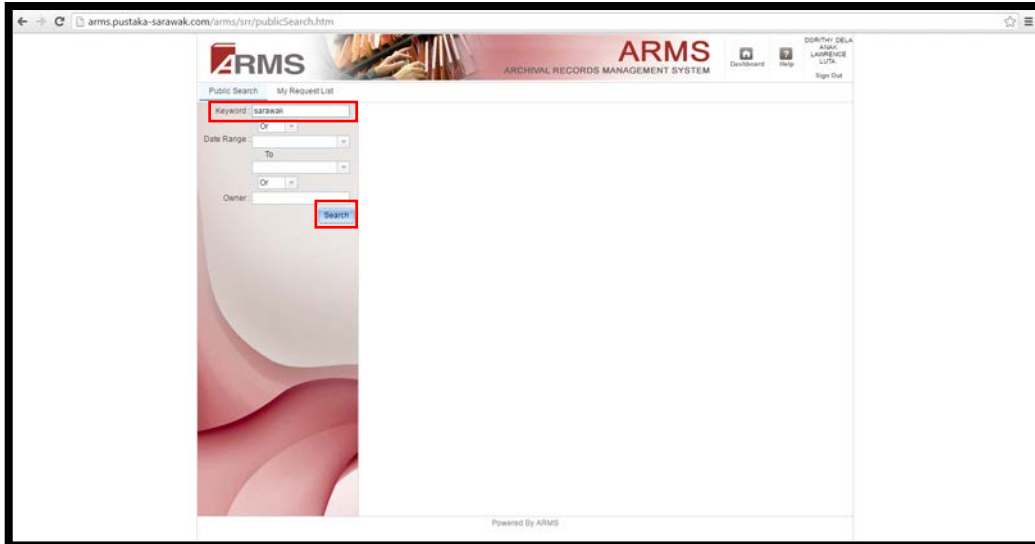 arms.pustaka-sarawak.com/arms/srr/publicSearch.htm
ARMS
ARMS
ARCHIVAL RECORDS MANAGEMENT SYSTEM
Dashboard
Help
DORITHY DELA
ANAK
LAWRENCE
LUTA
Sign Out
Public Search My Request List
Keyword : sarawak
Or
Date Range :
To
Or
Owner :
Search
Powered By ARMS